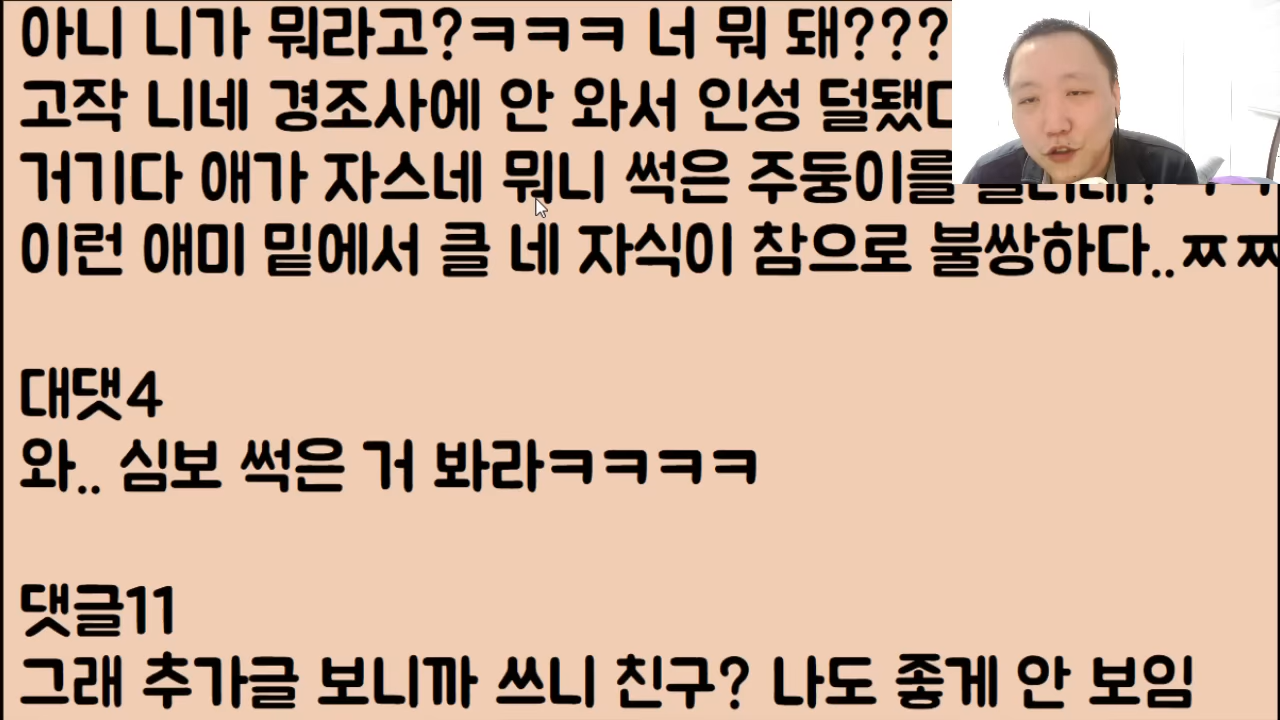 아니 니가 뭐라고?ㅋㅋㅋ 너 뭐 돼???
고작 니네 경조사에 안 와서 인성 덜됐다
거기다 애가 자스네 뭐니 썩은 주둥이를
이런 애미 밑에서 클 네 자식이 참으로 불쌍하다..ㅉㅉ
대댓4
와.. 심보 썩은 거 봐라ㅋㅋㅋㅋ
댓글11
그래 추가글 보니까 쓰니 친구? 나도 좋게 안 보임